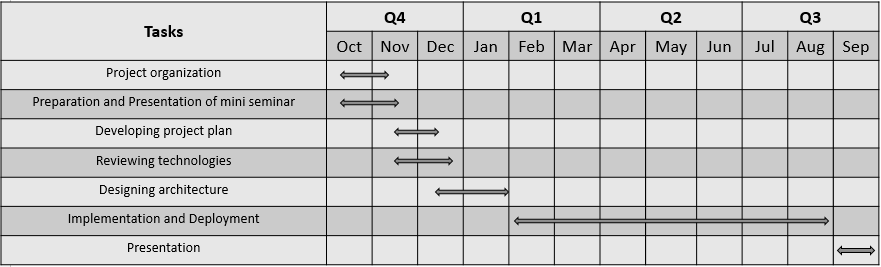 Tasks
Q4 Q1 Q2 Q3
Oct Nov Dec Jan Feb Mar Apr May Jun Jul Aug Sep
Project organization
Preparation and Presentation of mini seminar
Developing project plan
Reviewing technologies
Designing architecture
Implementation and Deployment
Presentation